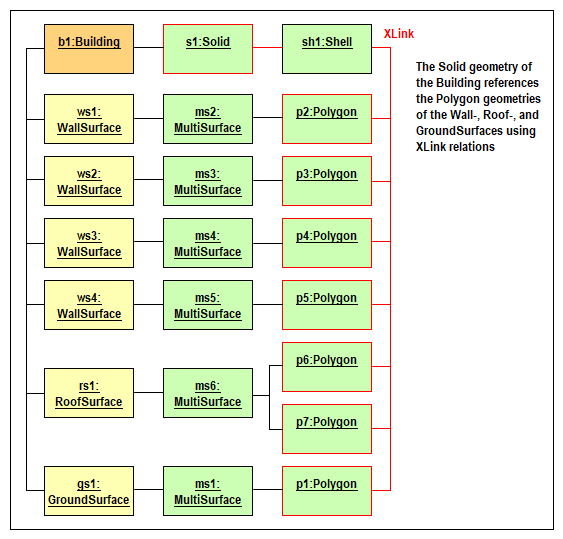 b1:Building
s1:Solid
sh1:Shell
XLink
The Solid geometry of
the Building references
the Polygon geometries
of the Wall-, Roof-, and
GroundSurfaces using
XLink relations
ws1:
WallSurface
ms2:
MultiSurface
p2:Polygon
ws2:
WallSurface
ms3:
MultiSurface
p3:Polygon
ws3:
WallSurface
ms4:
MultiSurface
p4:Polygon
ws4:
WallSurface
ms5:
MultiSurface
p5:Polygon
rs1:
RoofSurface
ms6:
MultiSurface
p6:Polygon
p7:Polygon
gs1:
GroundSurface
ms1:
MultiSurface
p1:Polygon